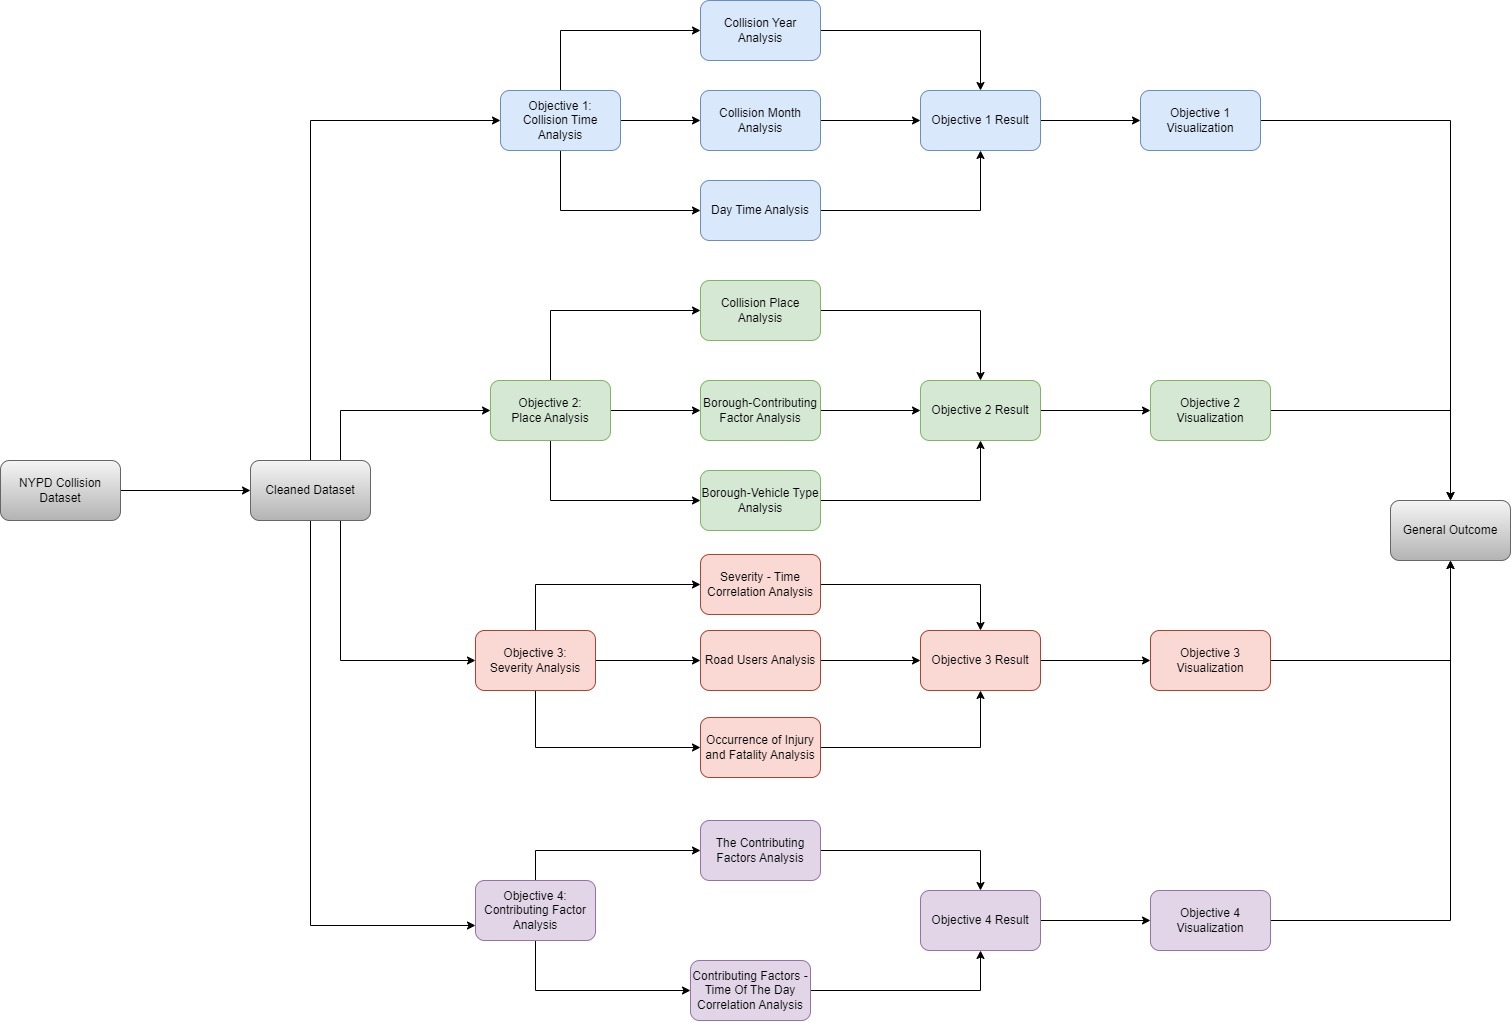 Collision Year
Analysis
Objective 1:
Collision Time
Analysis
Collision Month
Analysis
Objective 1 Result
Objective 1
Visualization
Day Time Analysis
Collision Place
Analysis
Objective 2:
Place Analysis
Borough-Contributing
Factor Analysis
Objective 2 Result
Objective 2
Visualization
NYPD Collision
Dataset
Cleaned Dataset
Borough-Vehicle Type
Analysis
General Outcome
Severity - Time
Correlation Analysis
Objective 3:
Severity Analysis
Road Users Analysis
Objective 3 Result
Objective 3
Visualization
Occurrence of Injury
and Fatality Analysis
The Contributing
Factors Analysis
Objective 4:
Contributing Factor
Analysis
Objective 4 Result
Objective 4
Visualization
Contributing Factors -
Time Of The Day
Correlation Analysis